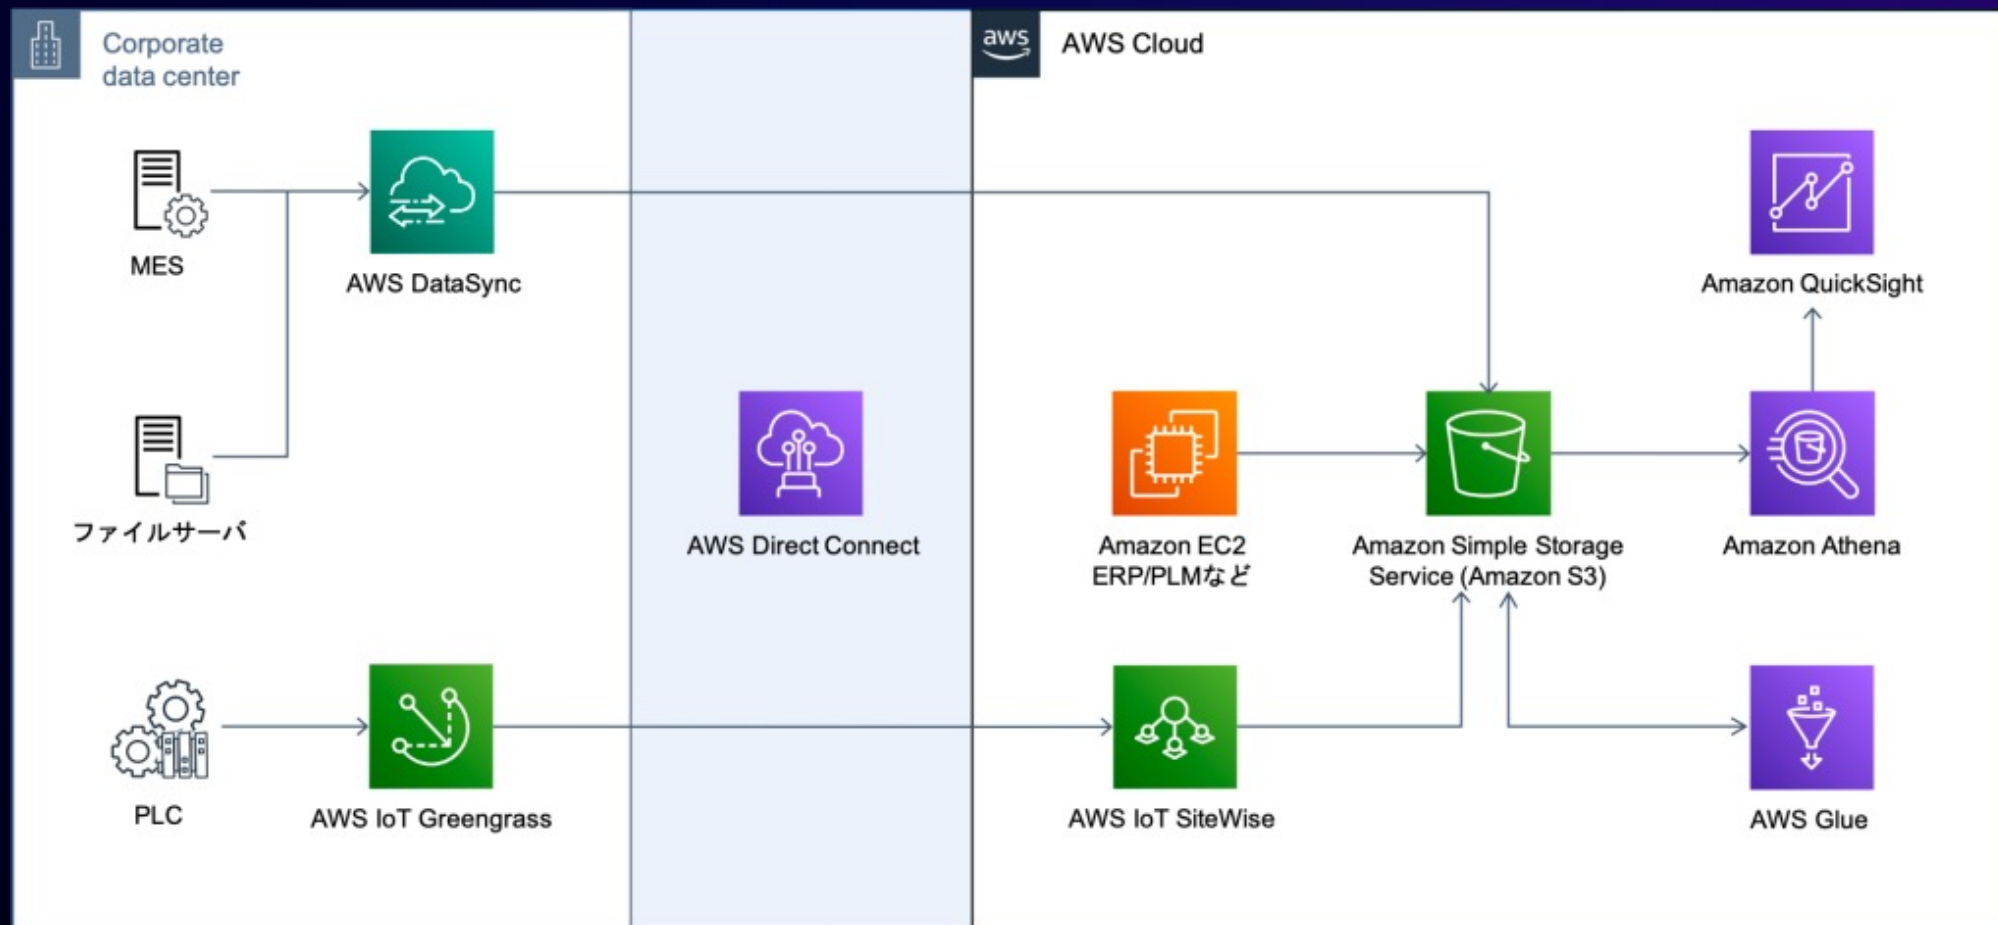 Corporate
data center
aws
AWS Cloud
MES
AWS DataSync
Amazon QuickSight
ファイルサーバ
AWS Direct Connect
Amazon EC2
ERP/PLMなど
Amazon Simple Storage
Service (Amazon S3)
Amazon Athena
PLC
AWS IoT Greengrass
AWS IoT SiteWise
AWS Glue